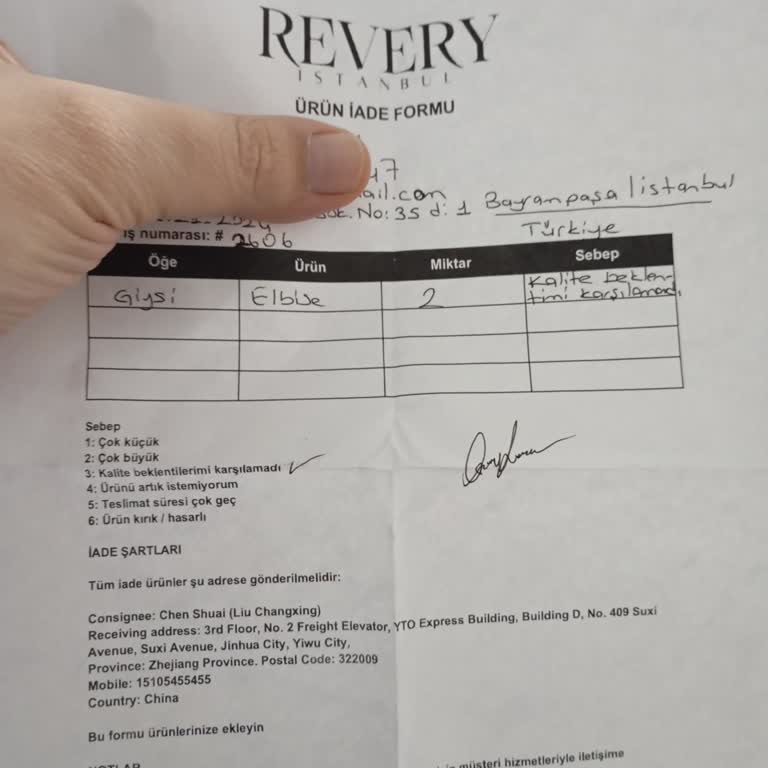 REVERY
ISTANBUL
ÜRÜN İADE FORMU
47
ail.com
No: 35 d: 1 Bayrampaşa / istanbul
Türkiye
iş numarası: # 2606
Öğe Ürün Miktar Sebep
Giysi Elbise 2 Kalite beklen-
timi karşılamadı.
Sebep
1: Çok küçük
2: Çok büyük
3: Kalite beklentilerimi karşılamadı ✓
4: Ürünü artık istemiyorum
5: Teslimat süresi çok geç
6: Ürün kırık / hasarlı
İADE ŞARTLARI
Tüm iade ürünler şu adrese gönderilmelidir:
Consignee: Chen Shuai (Liu Changxing)
Receiving address: 3rd Floor, No. 2 Freight Elevator, YTO Express Building, Building D, No. 409 Suxi
Avenue, Suxi Avenue, Jinhua City, Yiwu City,
Province: Zhejiang Province. Postal Code: 322009
Mobile: 15105455455
Country: China
Bu formu ürünlerinize ekleyin
müşteri hizmetleriyle iletişime